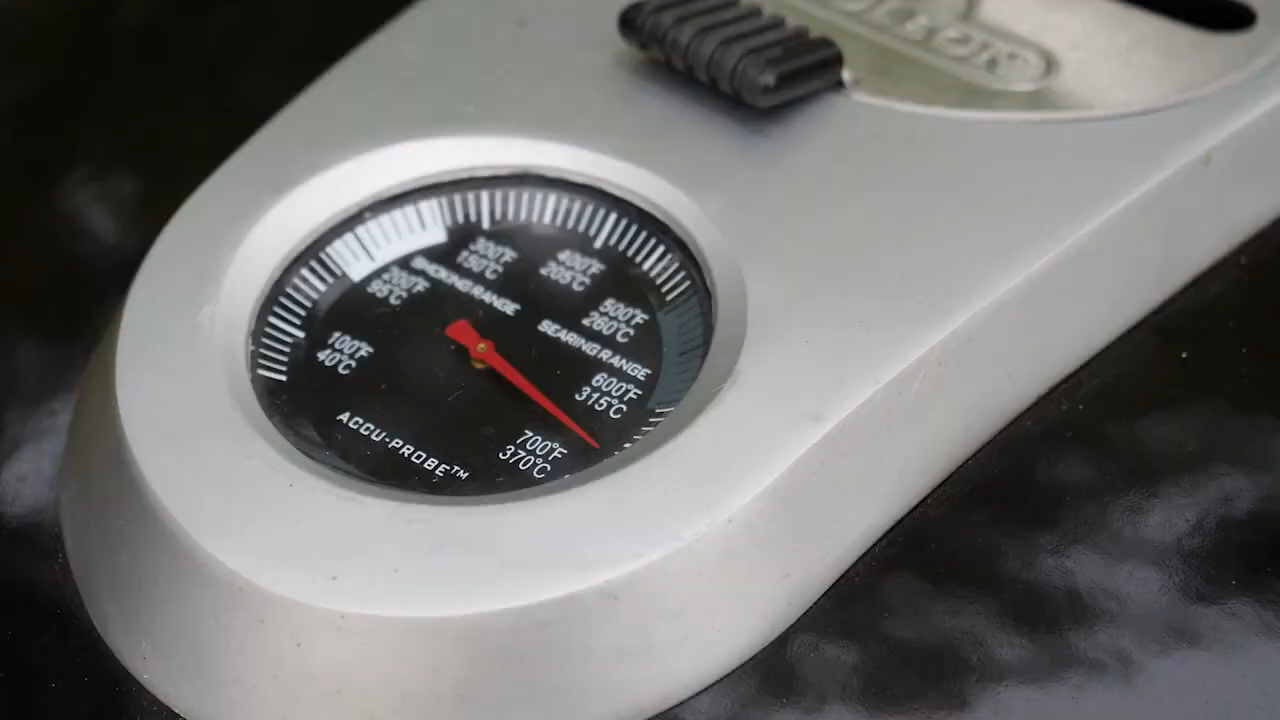 300°F
150°C
400°F
205°C
200°F
95°C
SMOKING RANGE
500°F
260°C
SEARING RANGE
100°F
40°C
600°F
315°C
700°F
370°C
ACCU-PROBE™